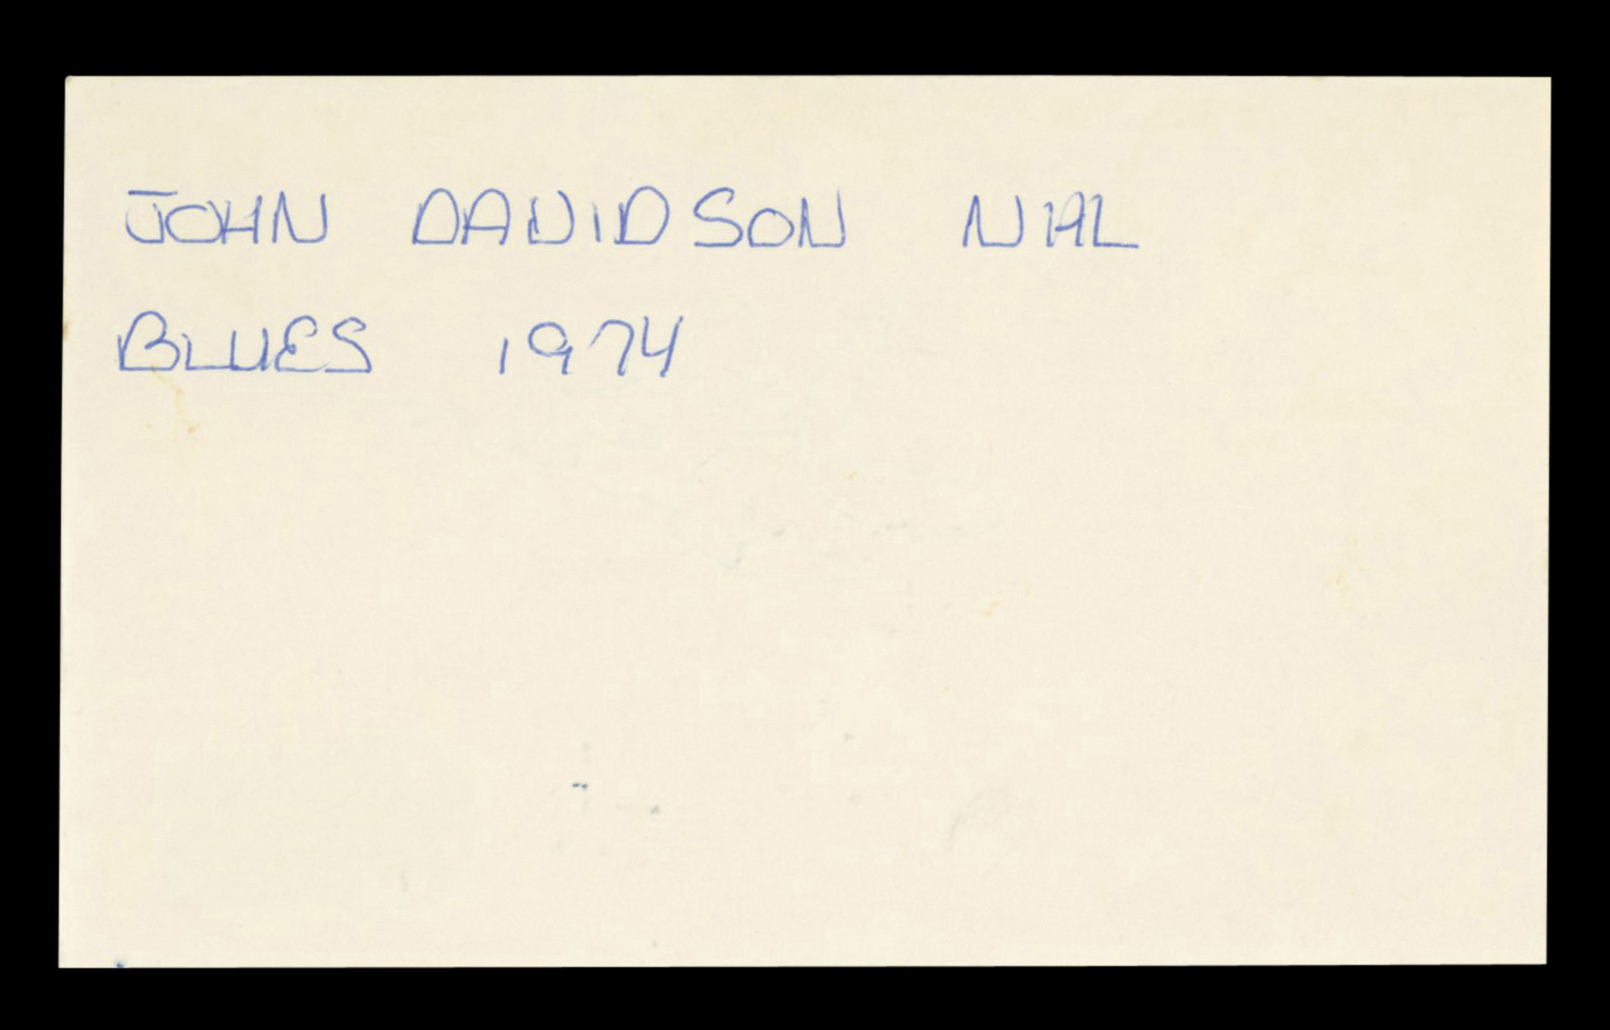 JOHN DAVIDSON NHL
BLUES 1974